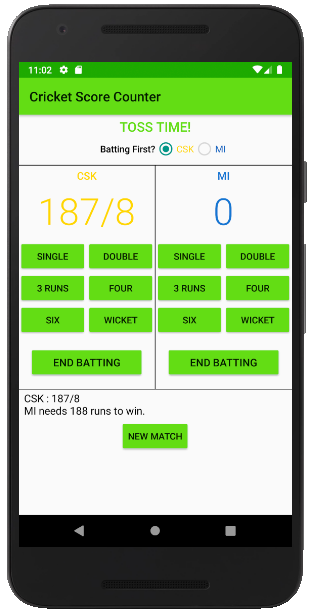 11:02
Cricket Score Counter
TOSS TIME!
Batting First? CSK MI
CSK MI
187/8 0
SINGLE DOUBLE SINGLE DOUBLE
3 RUNS FOUR 3 RUNS FOUR
SIX WICKET SIX WICKET
END BATTING END BATTING
CSK : 187/8
MI needs 188 runs to win.
NEW MATCH